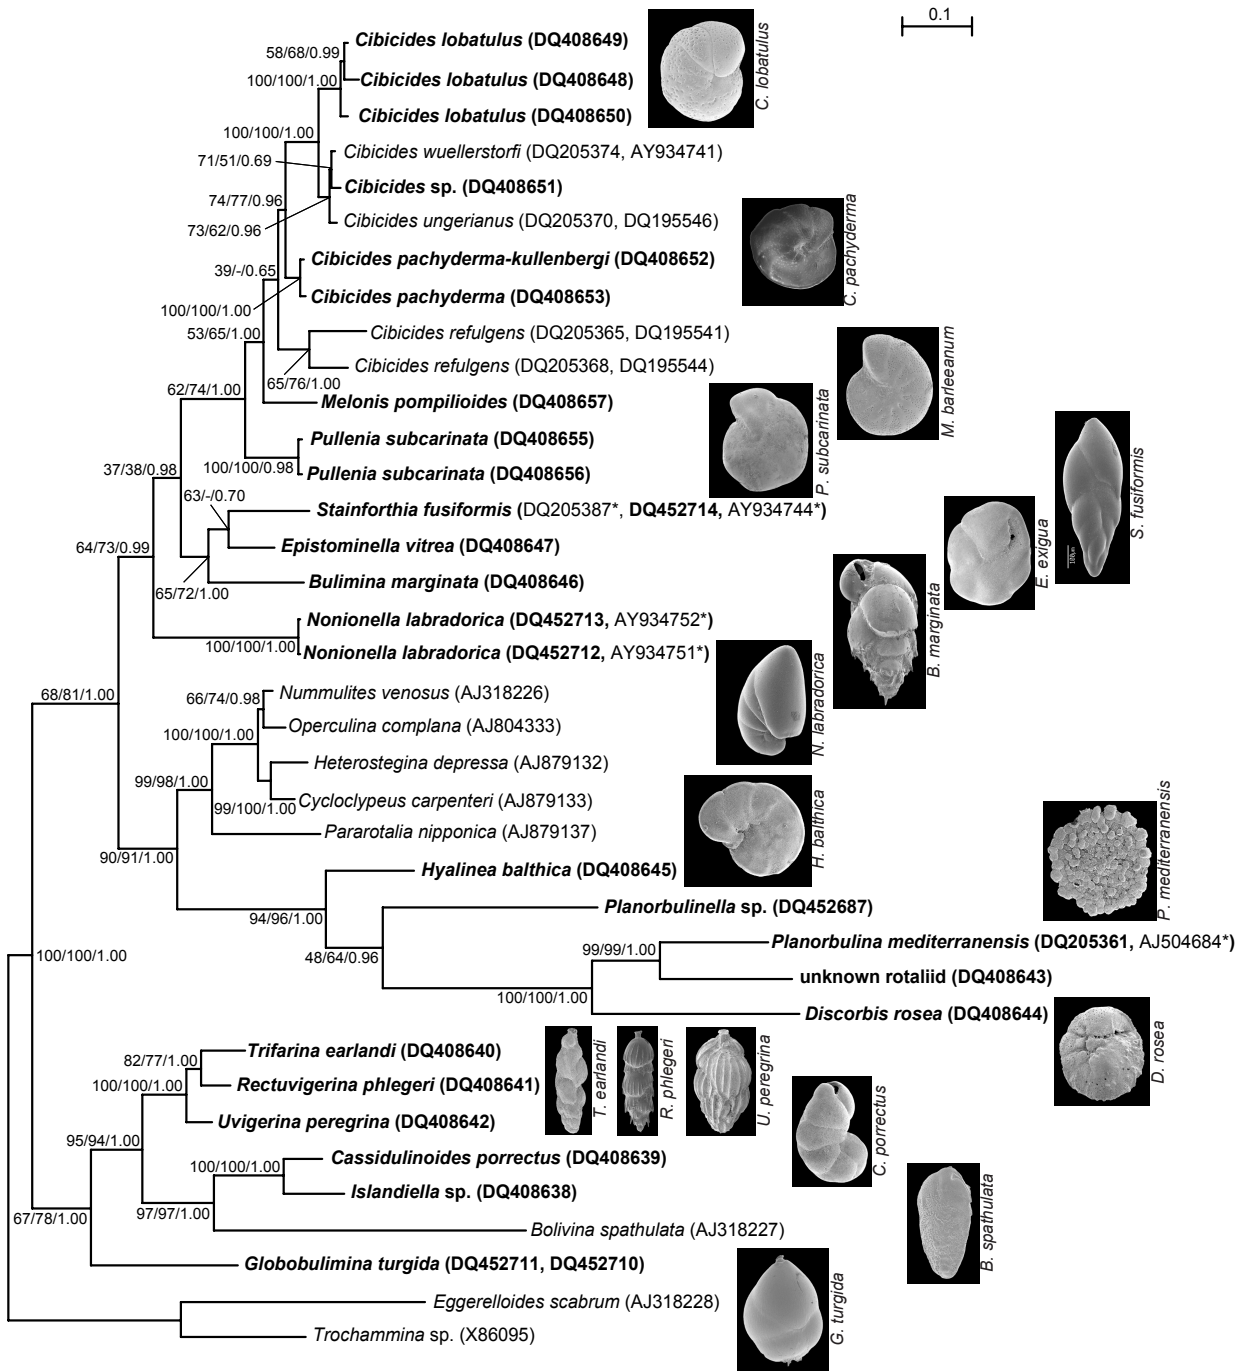 0.1
Cibicides lobatulus (DQ408649)
58/68/0.99
Cibicides lobatulus (DQ408648)
100/100/1.00
C. lobatulus
Cibicides lobatulus (DQ408650)
100/100/1.00
Cibicides wuellerstorfi (DQ205374, AY934741)
71/51/0.69
Cibicides sp. (DQ408651)
74/77/0.96
Cibicides ungerianus (DQ205370, DQ195546)
73/62/0.96
C. pachyderma
Cibicides pachyderma-kullenbergi (DQ408652)
39/-/0.65
Cibicides pachyderma (DQ408653)
100/100/1.00
Cibicides refulgens (DQ205365, DQ195541)
53/65/1.00
Cibicides refulgens (DQ205368, DQ195544)
65/76/1.00
M. barleeanum
62/74/1.00
Melonis pompilioides (DQ408657)
Pullenia subcarinata (DQ408655)
P. subcarinata
100/100/0.98
Pullenia subcarinata (DQ408656)
37/38/0.98
S. fusiformis
100µm
63/-/0.70
Stainforthia fusiformis (DQ205387*, DQ452714, AY934744*)
64/73/0.99
Epistominella vitrea (DQ408647)
E. exigua
65/72/1.00
Bulimina marginata (DQ408646)
B. marginata
Nonionella labradorica (DQ452713, AY934752*)
100/100/1.00
Nonionella labradorica (DQ452712, AY934751*)
N. labradorica
68/81/1.00
66/74/0.98
Nummulites venosus (AJ318226)
Operculina complana (AJ804333)
100/100/1.00
Heterostegina depressa (AJ879132)
99/98/1.00
Cycloclypeus carpenteri (AJ879133)
99/100/1.00
Pararotalia nipponica (AJ879137)
H. balthica
90/91/1.00
Hyalinea balthica (DQ408645)
P. mediterranensis
94/96/1.00
Planorbulinella sp. (DQ452687)
48/64/0.96
Planorbulina mediterranensis (DQ205361, AJ504684*)
99/99/1.00
100/100/1.00
unknown rotaliid (DQ408643)
100/100/1.00
Discorbis rosea (DQ408644)
D. rosea
82/77/1.00
Trifarina earlandi (DQ408640)
100/100/1.00
Rectuvigerina phlegeri (DQ408641)
T. earlandi
R. phlegeri
U. peregrina
Uvigerina peregrina (DQ408642)
95/94/1.00
C. porrectus
Cassidulinoides porrectus (DQ408639)
100/100/1.00
Islandiella sp. (DQ408638)
67/78/1.00
97/97/1.00
Bolivina spathulata (AJ318227)
B. spathulata
Globobulimina turgida (DQ452711, DQ452710)
G. turgida
Eggerelloides scabrum (AJ318228)
Trochammina sp. (X86095)